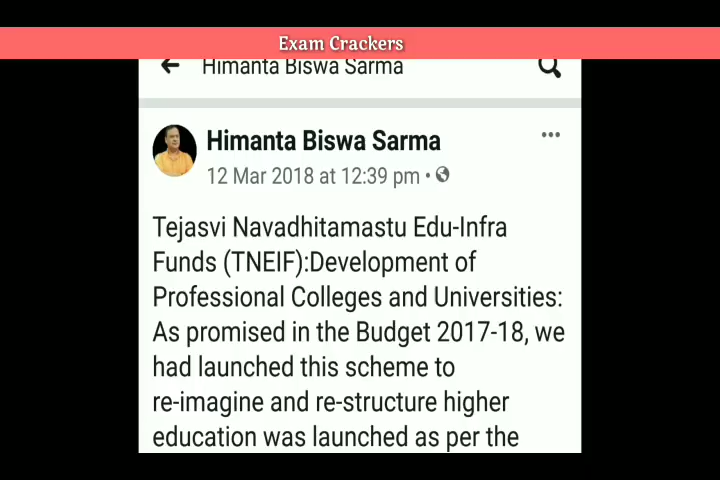 Exam Crackers
Himanta Biswa Sarma
Himanta Biswa Sarma
12 Mar 2018 at 12:39 pm •
Tejasvi Navadhitamastu Edu-Infra
Funds (TNEIF):Development of
Professional Colleges and Universities:
As promised in the Budget 2017-18, we
had launched this scheme to
re-imagine and re-structure higher
education was launched as per the